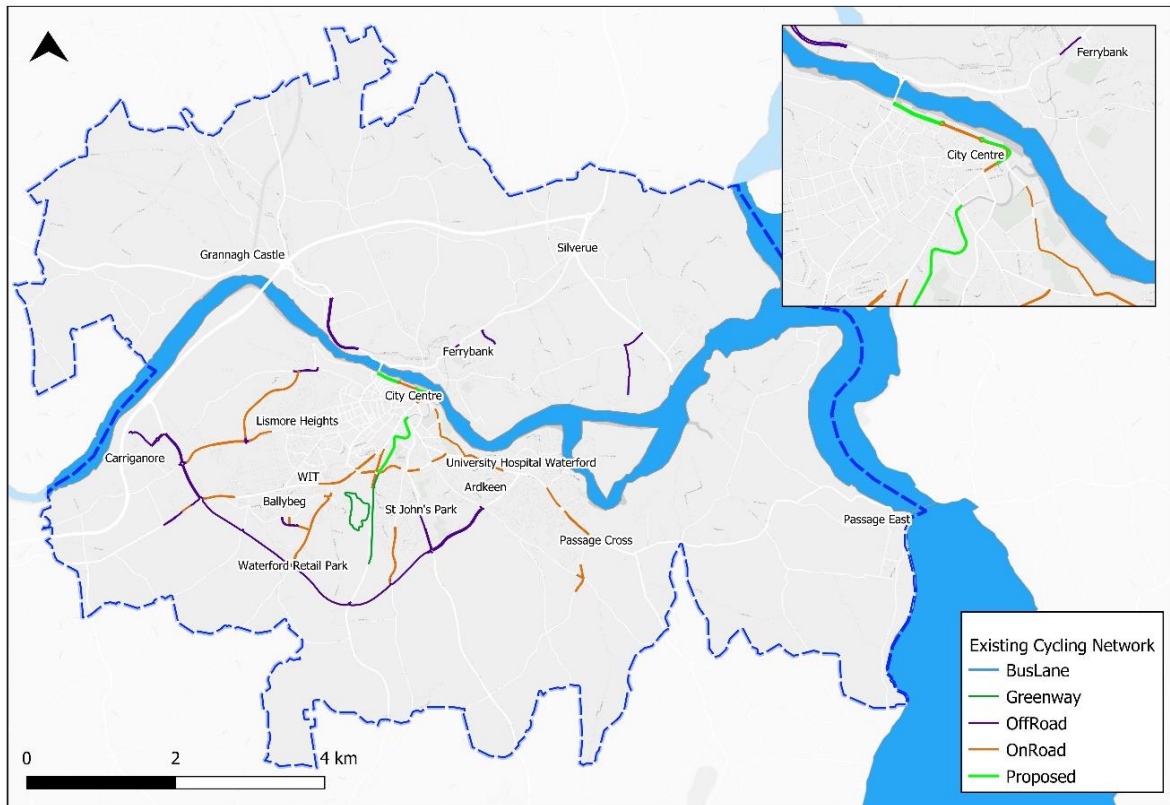 Ferrybank
City Centre
Grannagh Castle
Silverue
Ferrybank
City Centre
Lismore Heights
Carriganore
WIT
University Hospital Waterford
Ballybeg
Ardkeen
St John's Park
Passage East
Passage Cross
Waterford Retail Park
Existing Cycling Network
BusLane
Greenway
OffRoad
OnRoad
Proposed
0 2 4 km